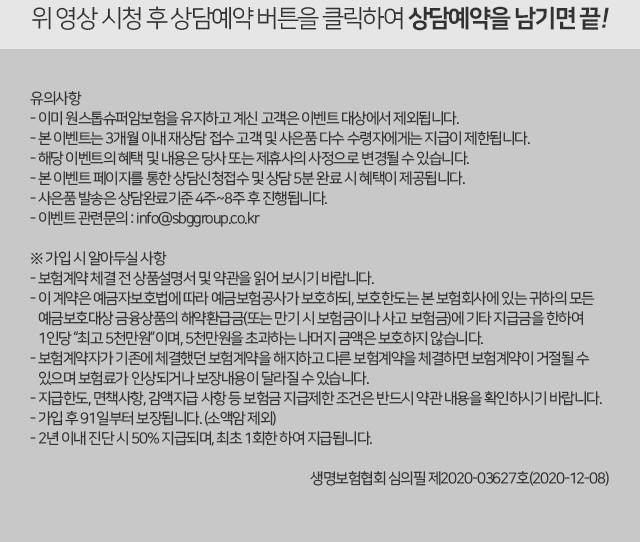 위 영상 시청 후 상담예약 버튼을 클릭하여 상담예약을 남기면 끝!
유의사항
- 이미 원스톱슈퍼암보험을 유지하고 계신 고객은 이벤트 대상에서 제외됩니다.
- 본 이벤트는 3개월 이내 재상담 접수 고객 및 사은품 다수 수령자에게는 지급이 제한됩니다.
- 해당 이벤트의 혜택 및 내용은 당사 또는 제휴사의 사정으로 변경될 수 있습니다.
- 본 이벤트 페이지를 통한 상담신청접수 및 상담 5분 완료 시 혜택이 제공됩니다.
- 사은품 발송은 상담완료기준 4주~8주 후 진행됩니다.
- 이벤트 관련문의 : info@sbggroup.co.kr
※ 가입 시 알아두실 사항
- 보험계약 체결 전 상품설명서 및 약관을 읽어 보시기 바랍니다.
- 이 계약은 예금자보호법에 따라 예금보험공사가 보호하되, 보호한도는 본 보험회사에 있는 귀하의 모든
예금보호대상 금융상품의 해약환급금(또는 만기 시 보험금이나 사고 보험금)에 기타 지급금을 한하여
1인당 “최고 5천만원”이며, 5천만원을 초과하는 나머지 금액은 보호하지 않습니다.
- 보험계약자가 기존에 체결했던 보험계약을 해지하고 다른 보험계약을 체결하면 보험계약이 거절될 수
있으며 보험료가 인상되거나 보장내용이 달라질 수 있습니다.
- 지급한도, 면책사항, 감액지급 사항 등 보험금 지급제한 조건은 반드시 약관 내용을 확인하시기 바랍니다.
- 가입 후 91일부터 보장됩니다. (소액암 제외)
- 2년 이내 진단 시 50% 지급되며, 최초 1회한 하여 지급됩니다.
생명보험협회 심의필 제2020-03627호(2020-12-08)